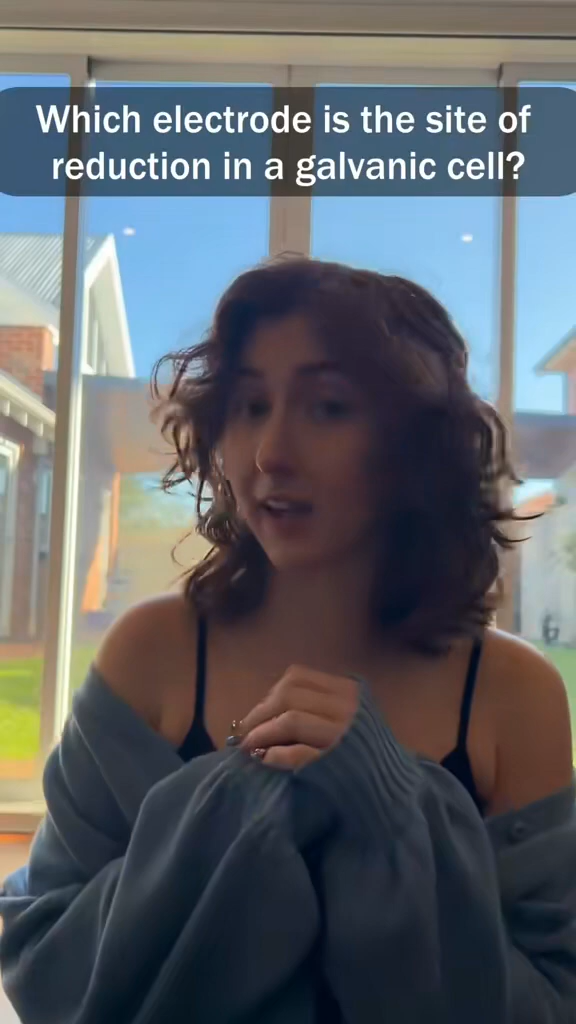 Which electrode is the site of
reduction in a galvanic cell?